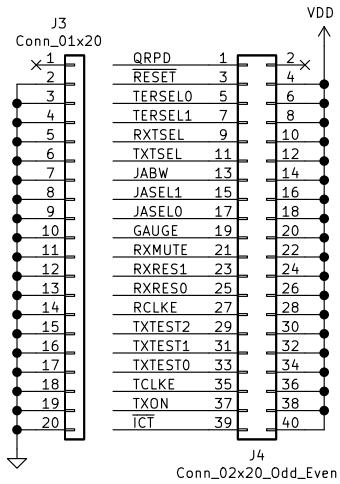 VDD
J3
Conn_01x20
1 QRPD 1 2
2 RESET 3 4
3 TERSEL0 5 6
4 TERSEL1 7 8
5 RXTSEL 9 10
6 TXTSEL 11 12
7 JABW 13 14
8 JASEL1 15 16
9 JASEL0 17 18
10 GAUGE 19 20
11 RXMUTE 21 22
12 RXRES1 23 24
13 RXRES0 25 26
14 RCLKE 27 28
15 TXTEST2 29 30
16 TXTEST1 31 32
17 TXTEST0 33 34
18 TCLKE 35 36
19 TXON 37 38
20 ICT 39 40
J4
Conn_02x20_Odd_Even